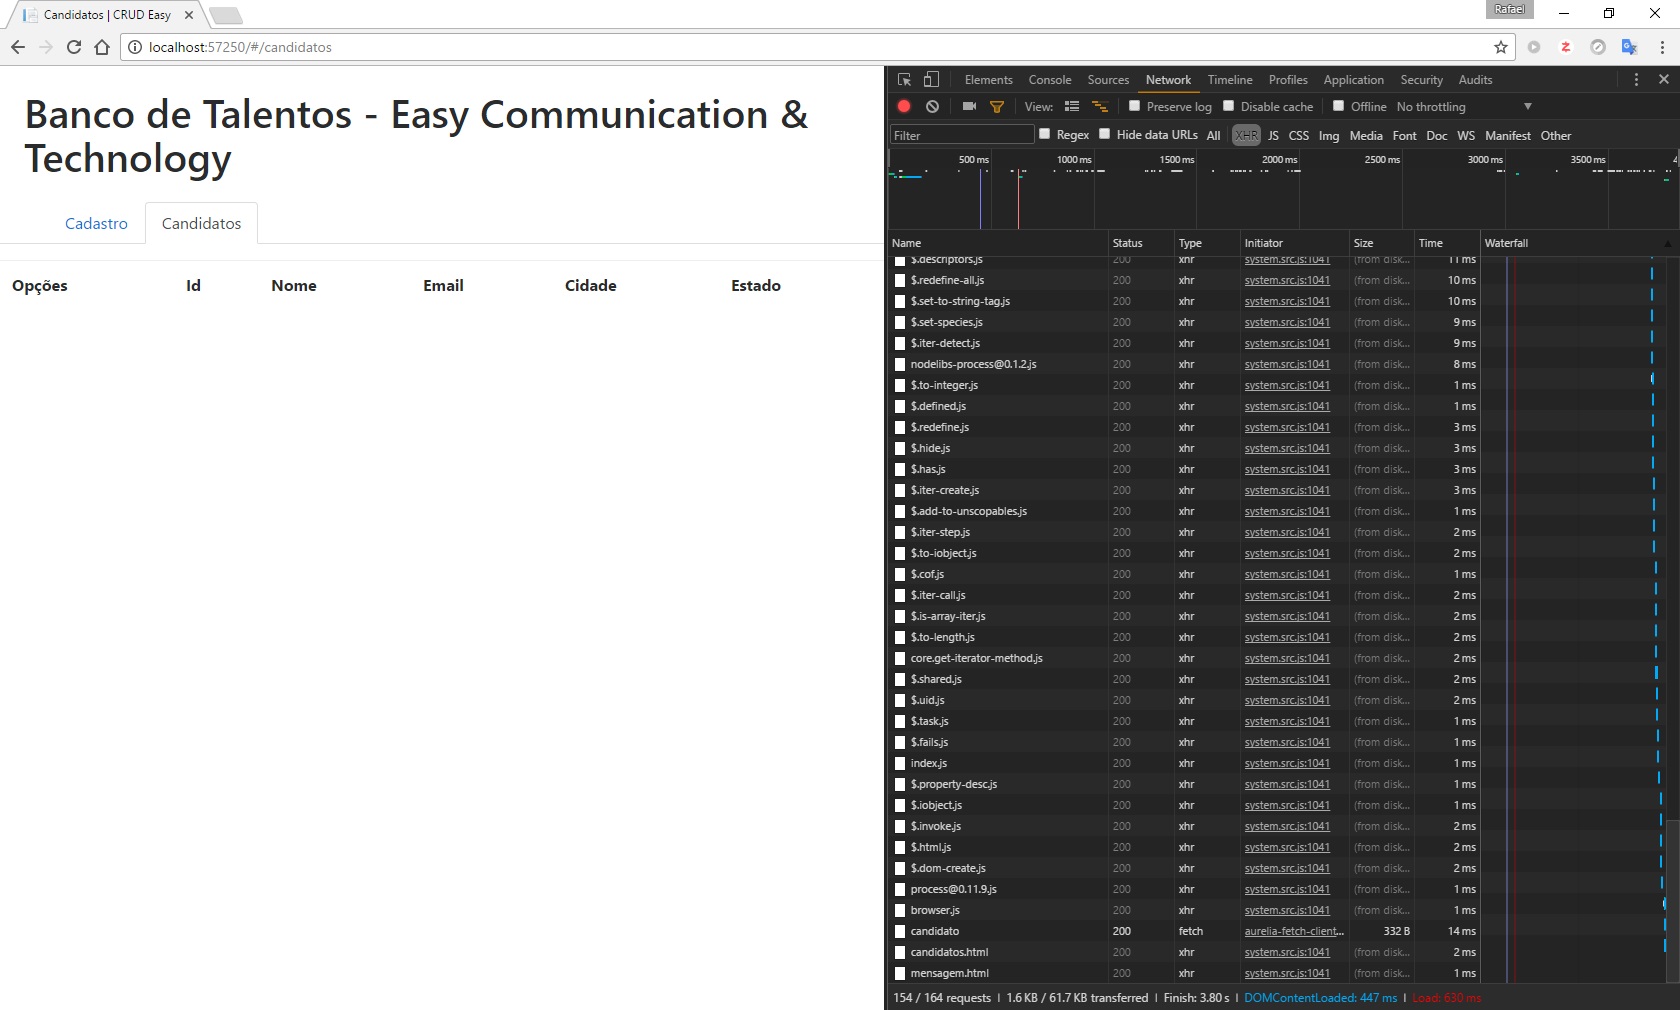 Candidatos | CRUD Easy
Rafael
localhost:57250/#/candidatos
Banco de Talentos - Easy Communication &
Technology
Cadastro Candidatos
Opções Id Nome Email Cidade Estado
Elements Console Sources Network Timeline Profiles Application Security Audits
View: Preserve log Disable cache Offline No throttling
Filter Regex Hide data URLs All XHR JS CSS Img Media Font Doc WS Manifest Other
500 ms 1000 ms 1500 ms 2000 ms 2500 ms 3000 ms 3500 ms 4
Name Status Type Initiator Size Time Waterfall
$.descriptors.js 200 xhr system.src.js:1041 (from disk... 11 ms
$.redefine-all.js 200 xhr system.src.js:1041 (from disk... 10 ms
$.set-to-string-tag.js 200 xhr system.src.js:1041 (from disk... 10 ms
$.set-species.js 200 xhr system.src.js:1041 (from disk... 9 ms
$.iter-detect.js 200 xhr system.src.js:1041 (from disk... 9 ms
nodelibs-process@0.1.2.js 200 xhr system.src.js:1041 (from disk... 8 ms
$.to-integer.js 200 xhr system.src.js:1041 (from disk... 1 ms
$.defined.js 200 xhr system.src.js:1041 (from disk... 1 ms
$.redefine.js 200 xhr system.src.js:1041 (from disk... 3 ms
$.hide.js 200 xhr system.src.js:1041 (from disk... 3 ms
$.has.js 200 xhr system.src.js:1041 (from disk... 3 ms
$.iter-create.js 200 xhr system.src.js:1041 (from disk... 3 ms
$.add-to-unscopables.js 200 xhr system.src.js:1041 (from disk... 1 ms
$.iter-step.js 200 xhr system.src.js:1041 (from disk... 2 ms
$.to-iobject.js 200 xhr system.src.js:1041 (from disk... 2 ms
$.cof.js 200 xhr system.src.js:1041 (from disk... 1 ms
$.iter-call.js 200 xhr system.src.js:1041 (from disk... 2 ms
$.is-array-iter.js 200 xhr system.src.js:1041 (from disk... 2 ms
$.to-length.js 200 xhr system.src.js:1041 (from disk... 2 ms
core.get-iterator-method.js 200 xhr system.src.js:1041 (from disk... 2 ms
$.shared.js 200 xhr system.src.js:1041 (from disk... 2 ms
$.uid.js 200 xhr system.src.js:1041 (from disk... 2 ms
$.task.js 200 xhr system.src.js:1041 (from disk... 1 ms
$.fails.js 200 xhr system.src.js:1041 (from disk... 1 ms
index.js 200 xhr system.src.js:1041 (from disk... 1 ms
$.property-desc.js 200 xhr system.src.js:1041 (from disk... 1 ms
$.iobject.js 200 xhr system.src.js:1041 (from disk... 1 ms
$.invoke.js 200 xhr system.src.js:1041 (from disk... 2 ms
$.html.js 200 xhr system.src.js:1041 (from disk... 2 ms
$.dom-create.js 200 xhr system.src.js:1041 (from disk... 2 ms
process@0.11.9.js 200 xhr system.src.js:1041 (from disk... 1 ms
browser.js 200 xhr system.src.js:1041 (from disk... 1 ms
candidato 200 fetch aurelia-fetch-client... 332 B 14 ms
candidatos.html 200 xhr system.src.js:1041 (from disk... 2 ms
mensagem.html 200 xhr system.src.js:1041 (from disk... 1 ms
154 / 164 requests | 1.6 KB / 61.7 KB transferred | Finish: 3.80 s | DOMContentLoaded: 447 ms | Load: 630 ms